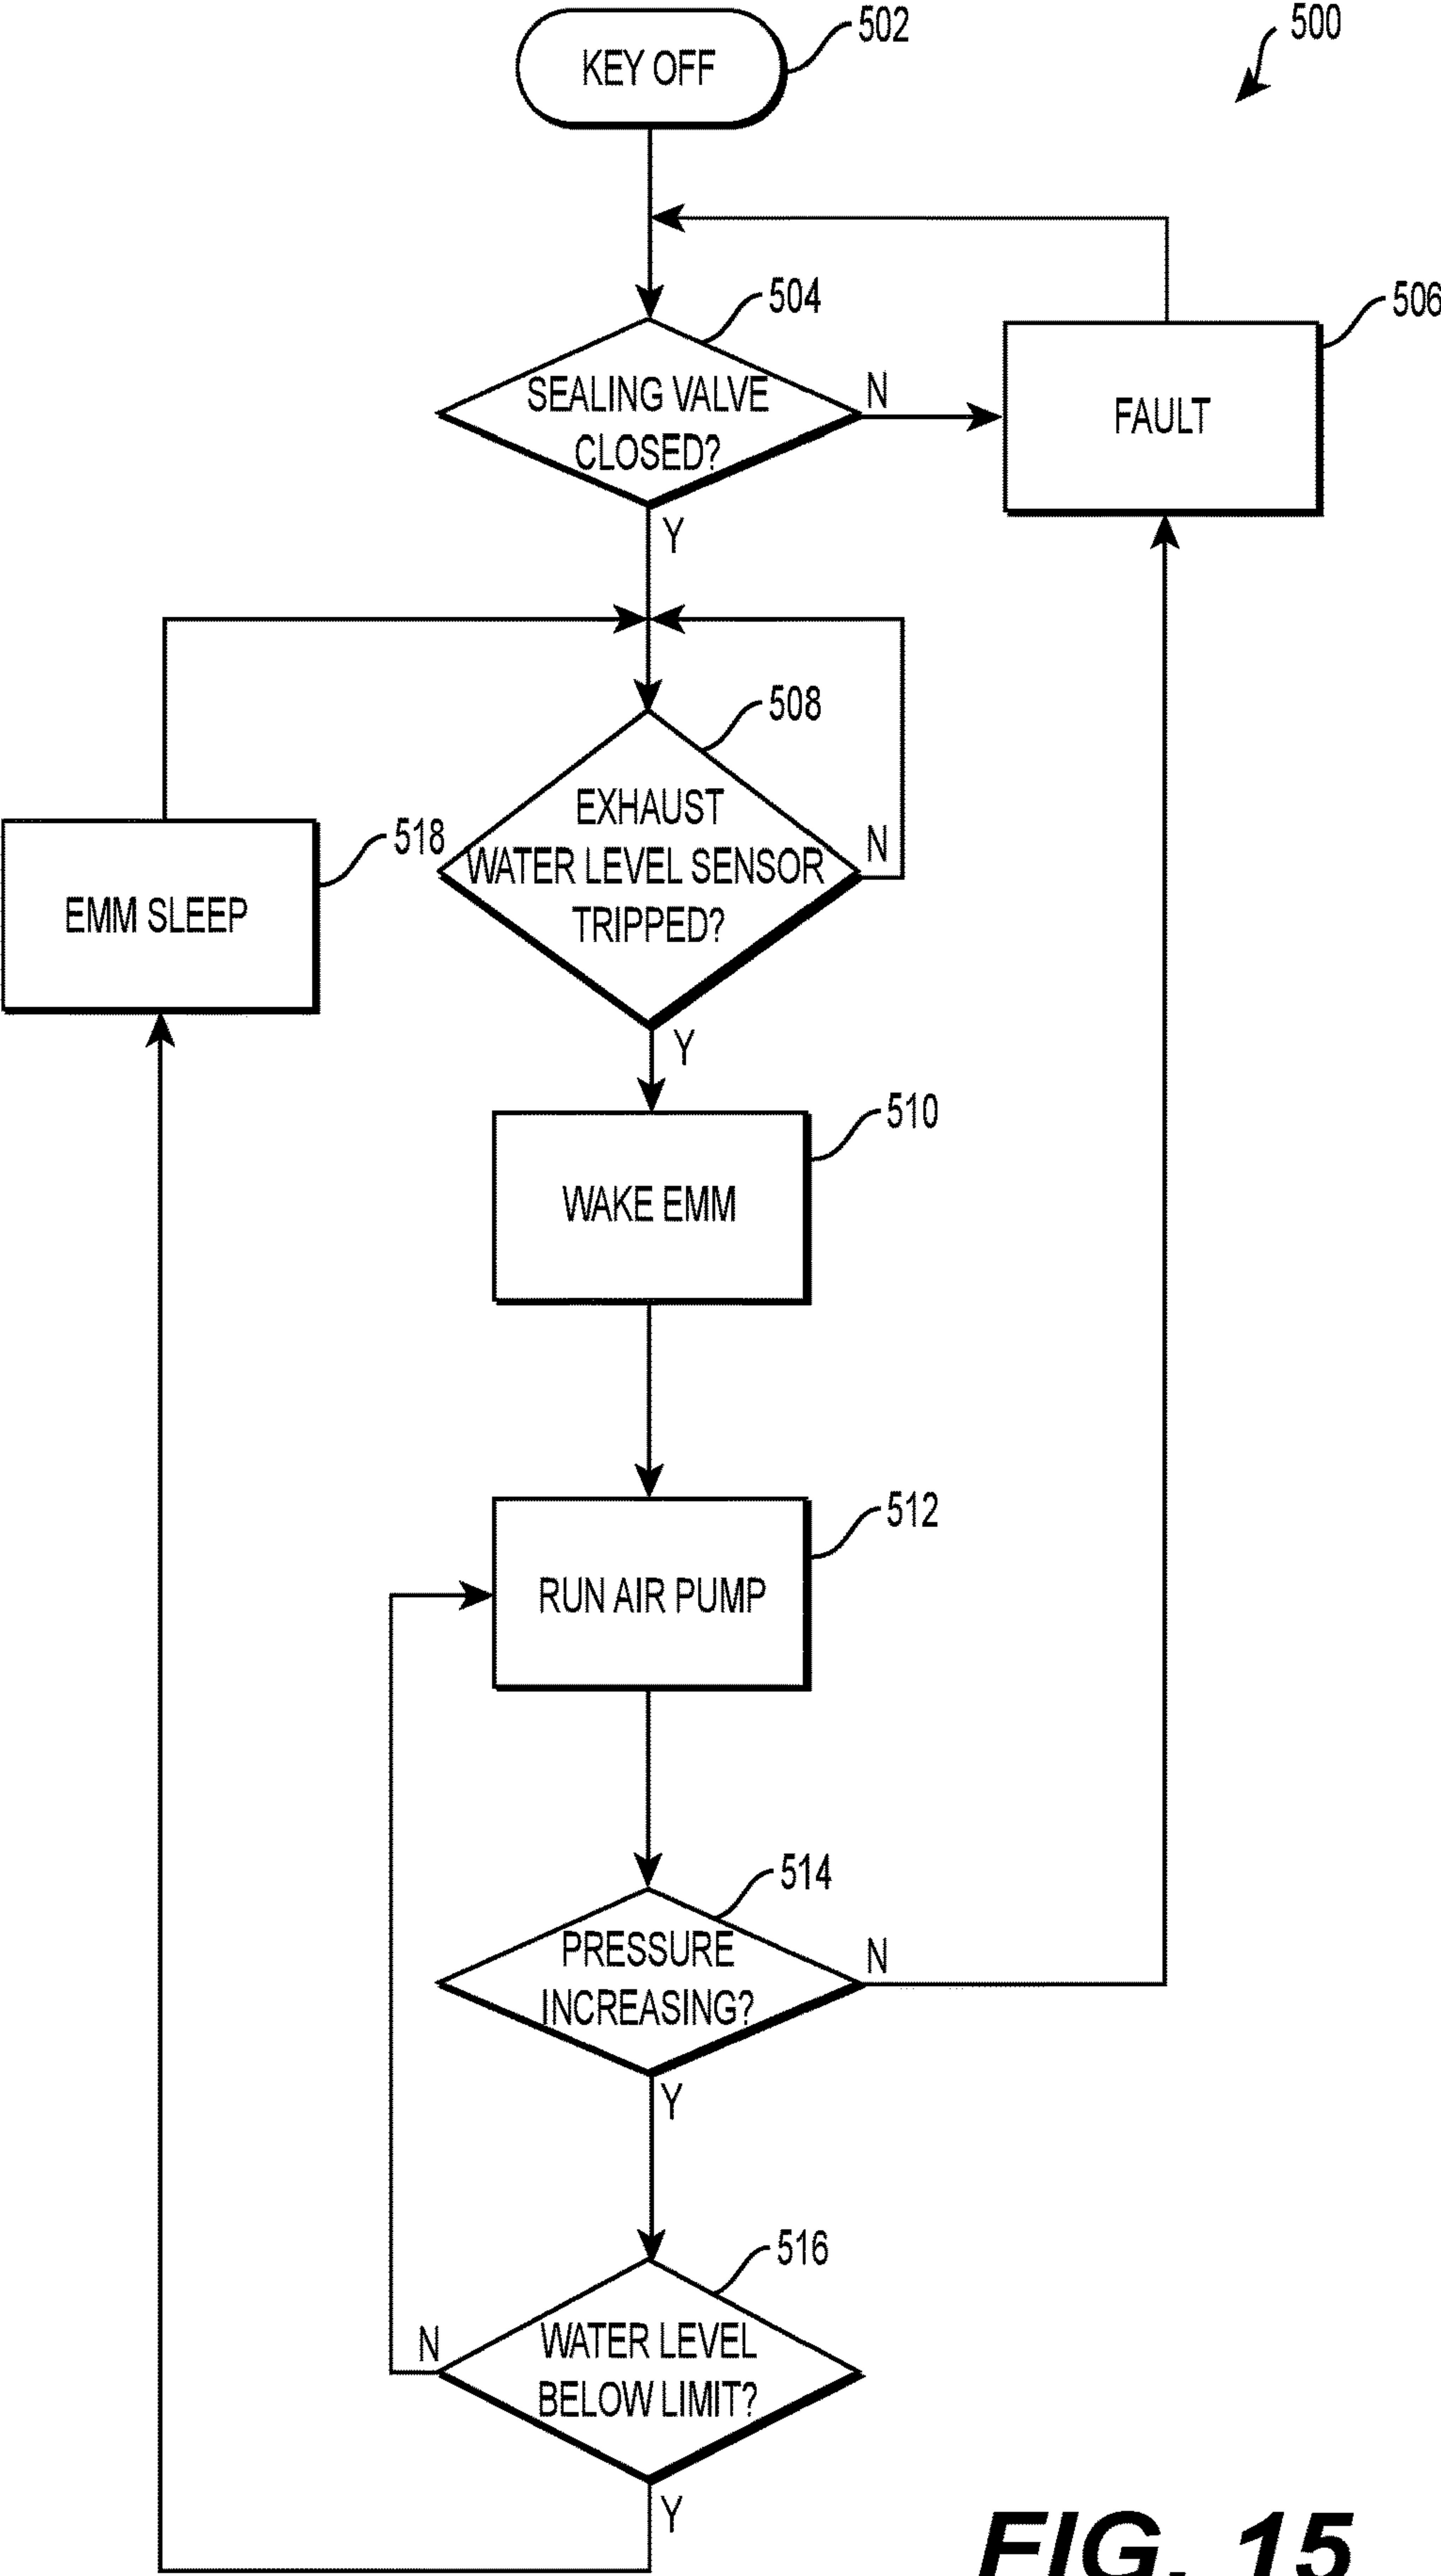 502
500
KEY OFF
504
506
SEALING VALVE
CLOSED?
N
FAULT
Y
508
EXHAUST
WATER LEVEL SENSOR
TRIPPED?
N
518
EMM SLEEP
Y
510
WAKE EMM
512
RUN AIR PUMP
514
PRESSURE
INCREASING?
N
Y
516
WATER LEVEL
BELOW LIMIT?
N
Y
FIG. 15